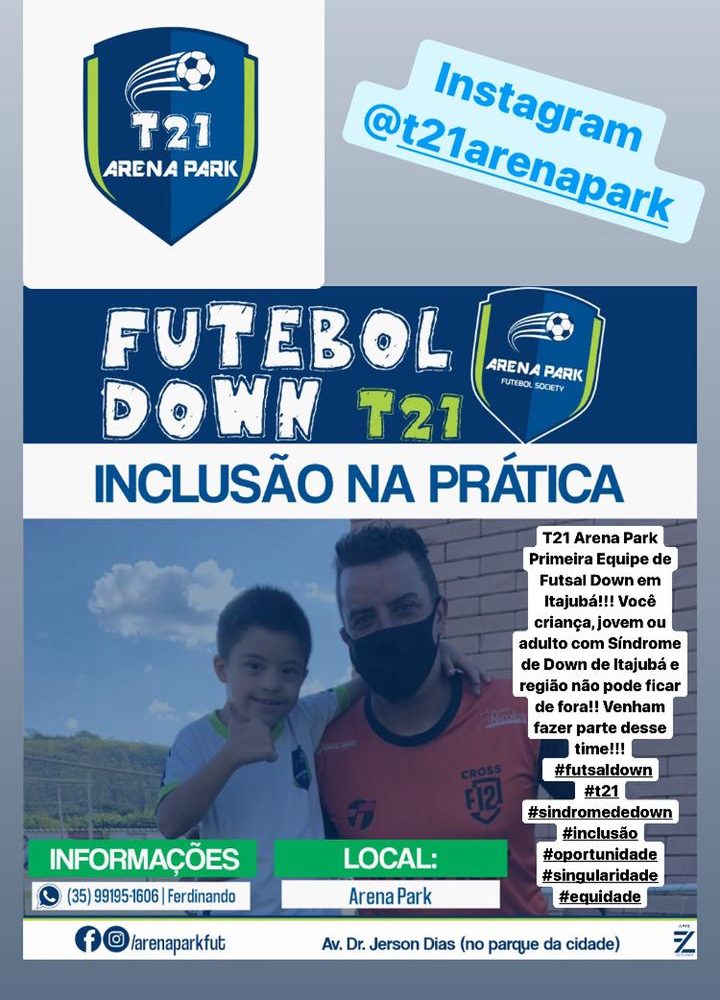 T21
ARENA PARK
Instagram
@t21arenapark
FUTEBOL
DOWN T21
ARENA PARK
FUTEBOL SOCIETY
INCLUSÃO NA PRÁTICA
T21 Arena Park
Primeira Equipe de
Futsal Down em
Itajubá!!! Você
criança, jovem ou
adulto com Síndrome
de Down de Itajubá e
região não pode ficar
de fora!! Venham
fazer parte desse
time!!!
#futsaldown
#t21
#sindromededown
#inclusão
#oportunidade
#singularidade
#equidade
CROSS
F12
INFORMAÇÕES
(35) 99195-1606 | Ferdinando
LOCAL:
Arena Park
/arenaparkfut
Av. Dr. Jerson Dias (no parque da cidade)